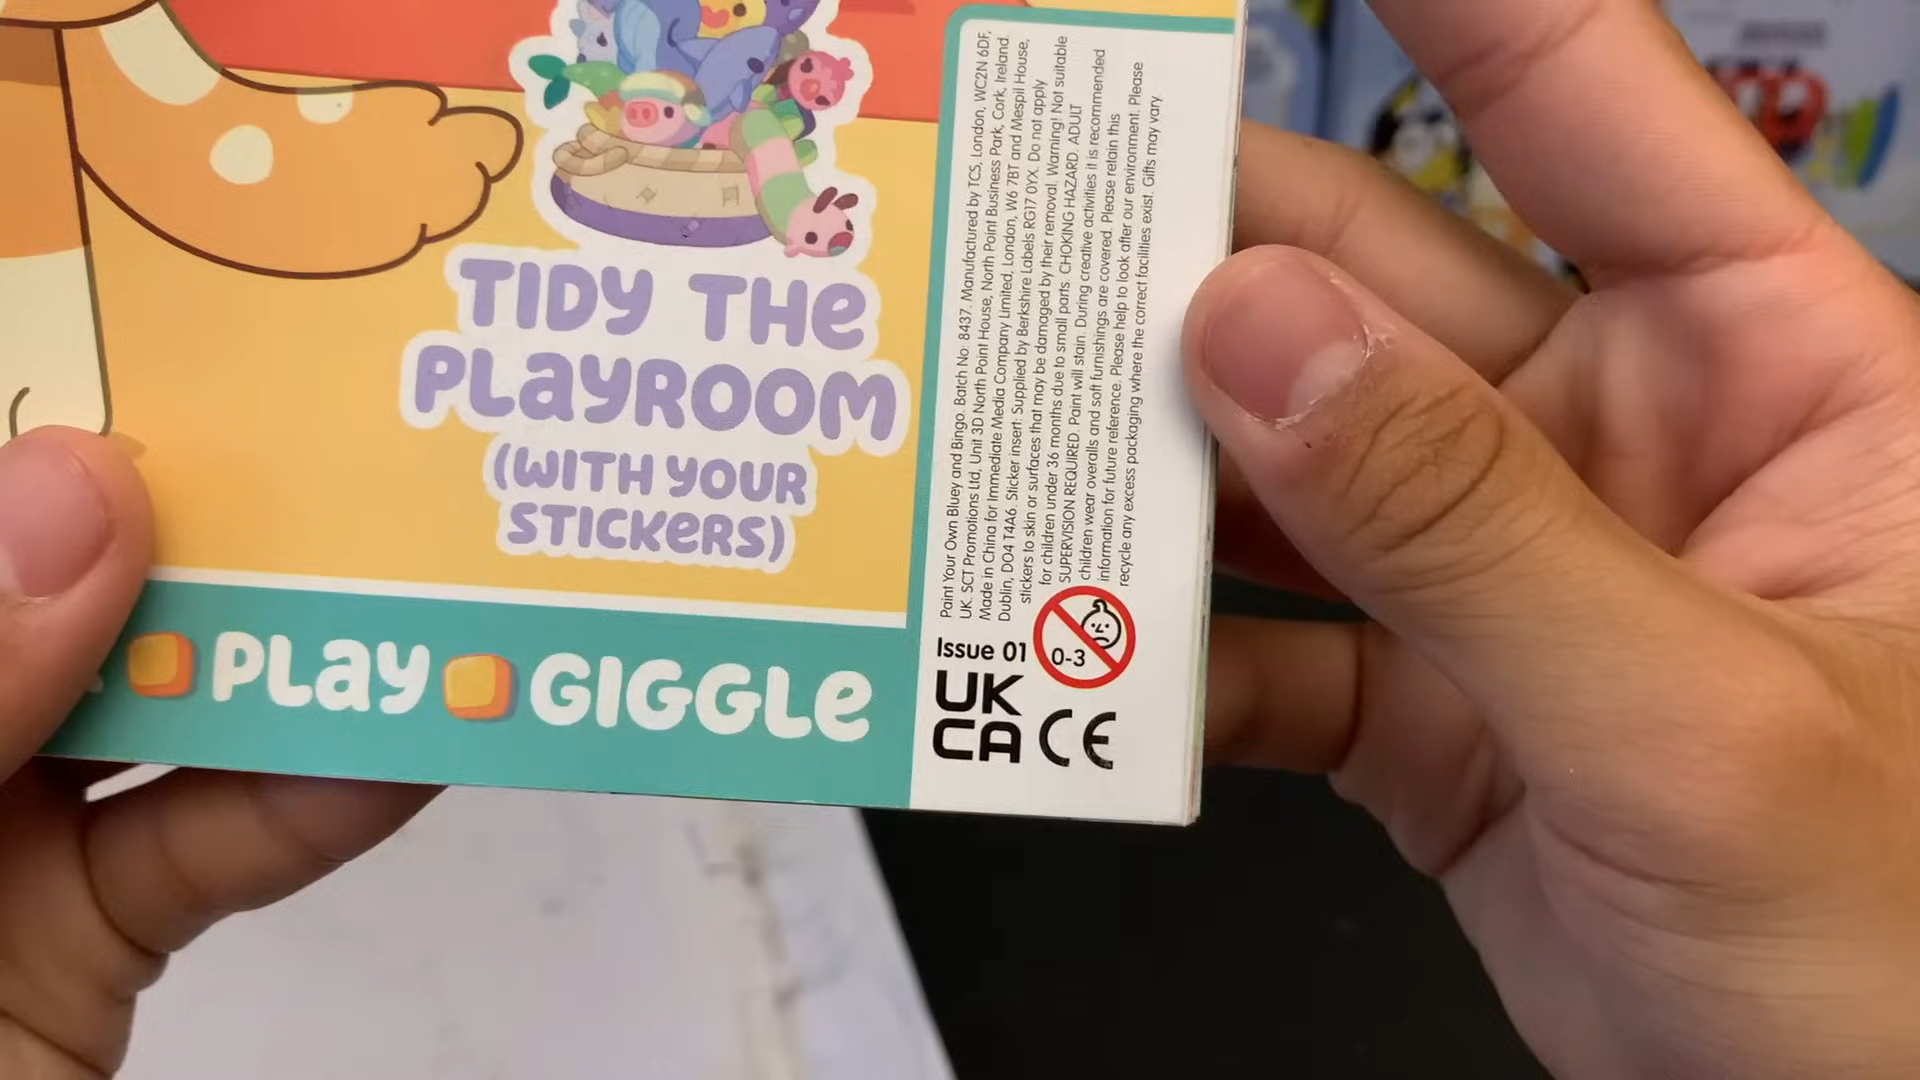 TIDY THE
PLAYROOM
(WITH YOUR
STICKERS)
PLAY GIGGLE
Paint Your Own Bluey and Bingo. Batch No: 8437. Manufactured by TCS, London, WC2N 6DF,
UK. SCT Promotions Ltd, Unit 3D North Point House, North Point Business Park, Cork, Ireland.
Made in China for Immediate Media Company Limited, London, W6 7BT and Mespil House,
Dublin, DO4 T4A6. Sticker insert: Supplied by Berkshire Labels RG17 0YX. Do not apply
stickers to skin or surfaces that may be damaged by their removal. Warning! Not suitable
for children under 36 months due to small parts. CHOKING HAZARD. ADULT
SUPERVISION REQUIRED. Paint will stain. During creative activities it is recommended
children wear overalls and soft furnishings are covered. Please retain this
information for future reference. Please help to look after our environment. Please
recycle any excess packaging where the correct facilities exist. Gifts may vary.
Issue 01
0-3
UK
CA CE